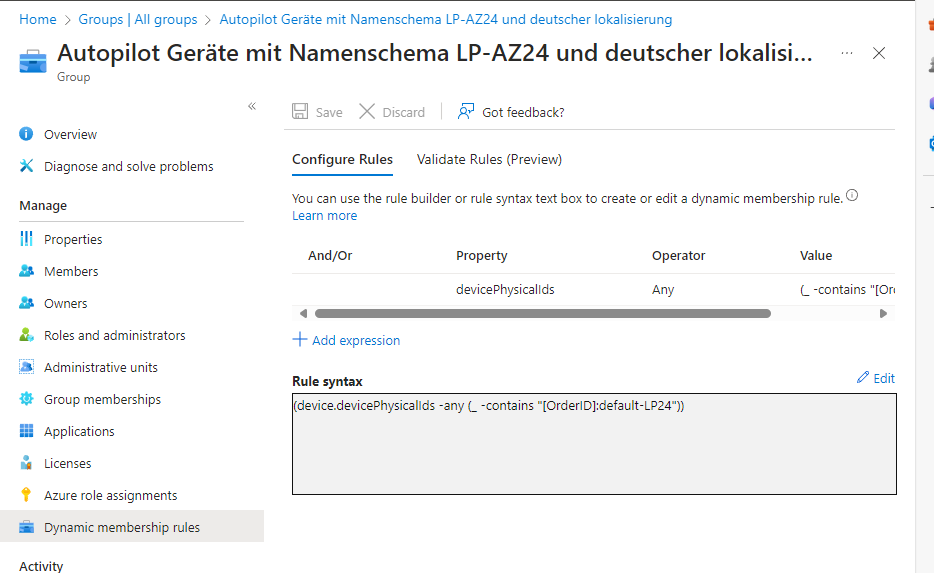 Home > Groups | All groups > Autopilot Geräte mit Namenschema LP-AZ24 und deutscher lokalisierung
Autopilot Geräte mit Namenschema LP-AZ24 und deutscher lokalisi...
Group
Save Discard Got feedback?
Overview
Diagnose and solve problems
Manage
Properties
Members
Owners
Roles and administrators
Administrative units
Group memberships
Applications
Licenses
Azure role assignments
Dynamic membership rules
Activity
Configure Rules Validate Rules (Preview)
You can use the rule builder or rule syntax text box to create or edit a dynamic membership rule.
Learn more
And/Or Property Operator Value
devicePhysicalIds Any (_ -contains "[Or
Add expression
Rule syntax Edit
(device.devicePhysicalIds -any (_ -contains "[OrderID]:default-LP24"))